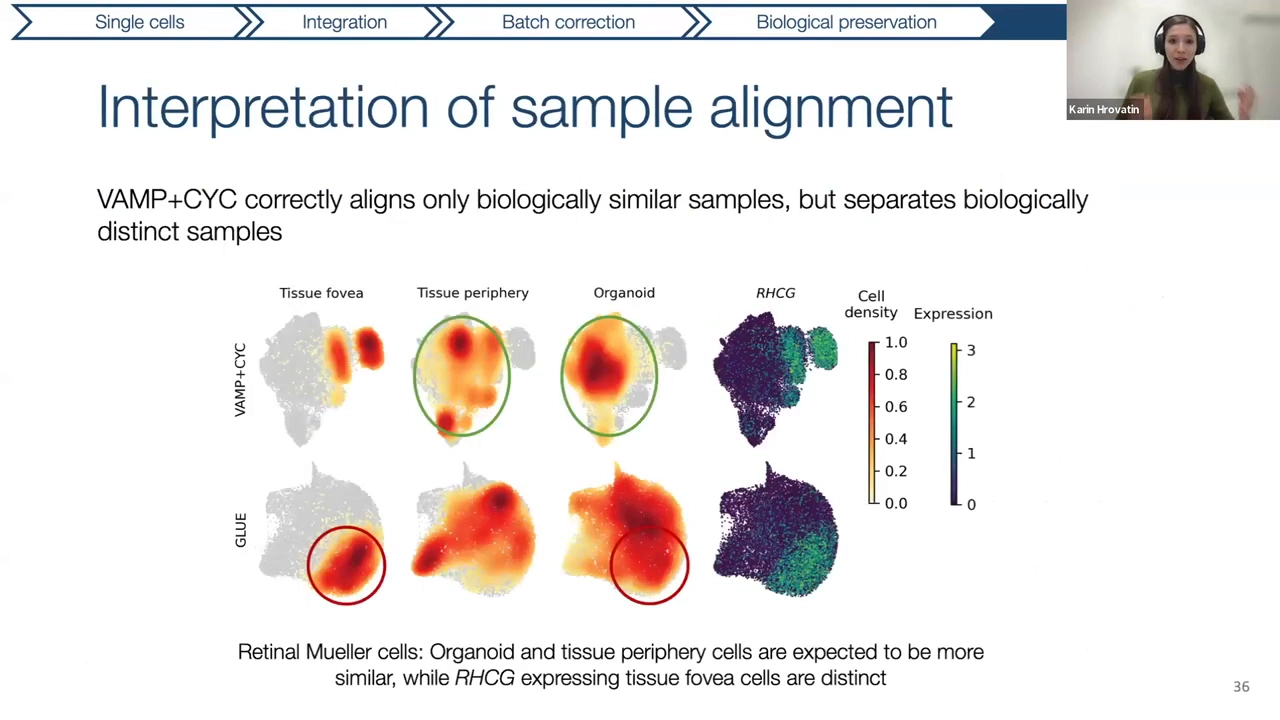 Single cells
Integration
Batch correction
Biological preservation
Karin Hrovatin
Interpretation of sample alignment
VAMP+CYC correctly aligns only biologically similar samples, but separates biologically
distinct samples
Tissue fovea
Tissue periphery
Organoid
RHCG
Cell
density
Expression
VAMP+CYC
GLUE
1.0
0.8
0.6
0.4
0.2
0.0
3
2
1
0
Retinal Mueller cells: Organoid and tissue periphery cells are expected to be more
similar, while RHCG expressing tissue fovea cells are distinct
36